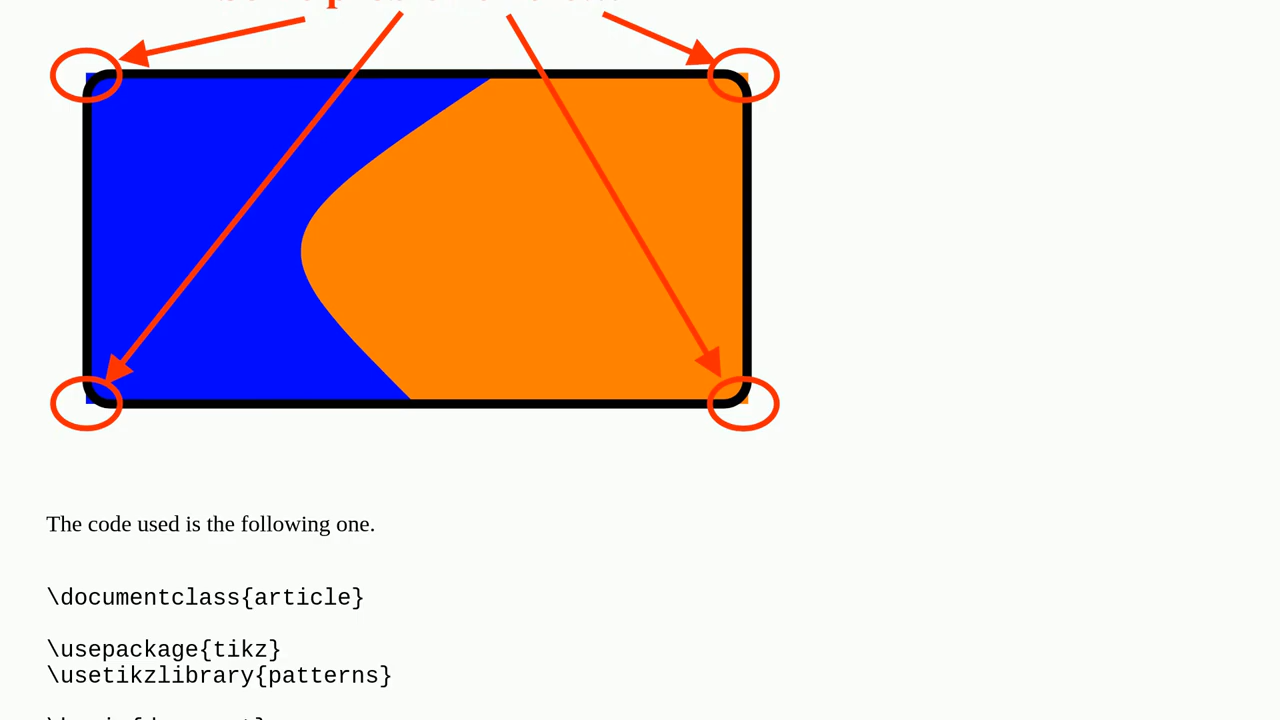 The code used is the following one.
\documentclass{article}
\usepackage{tikz}
\usetikzlibrary{patterns}